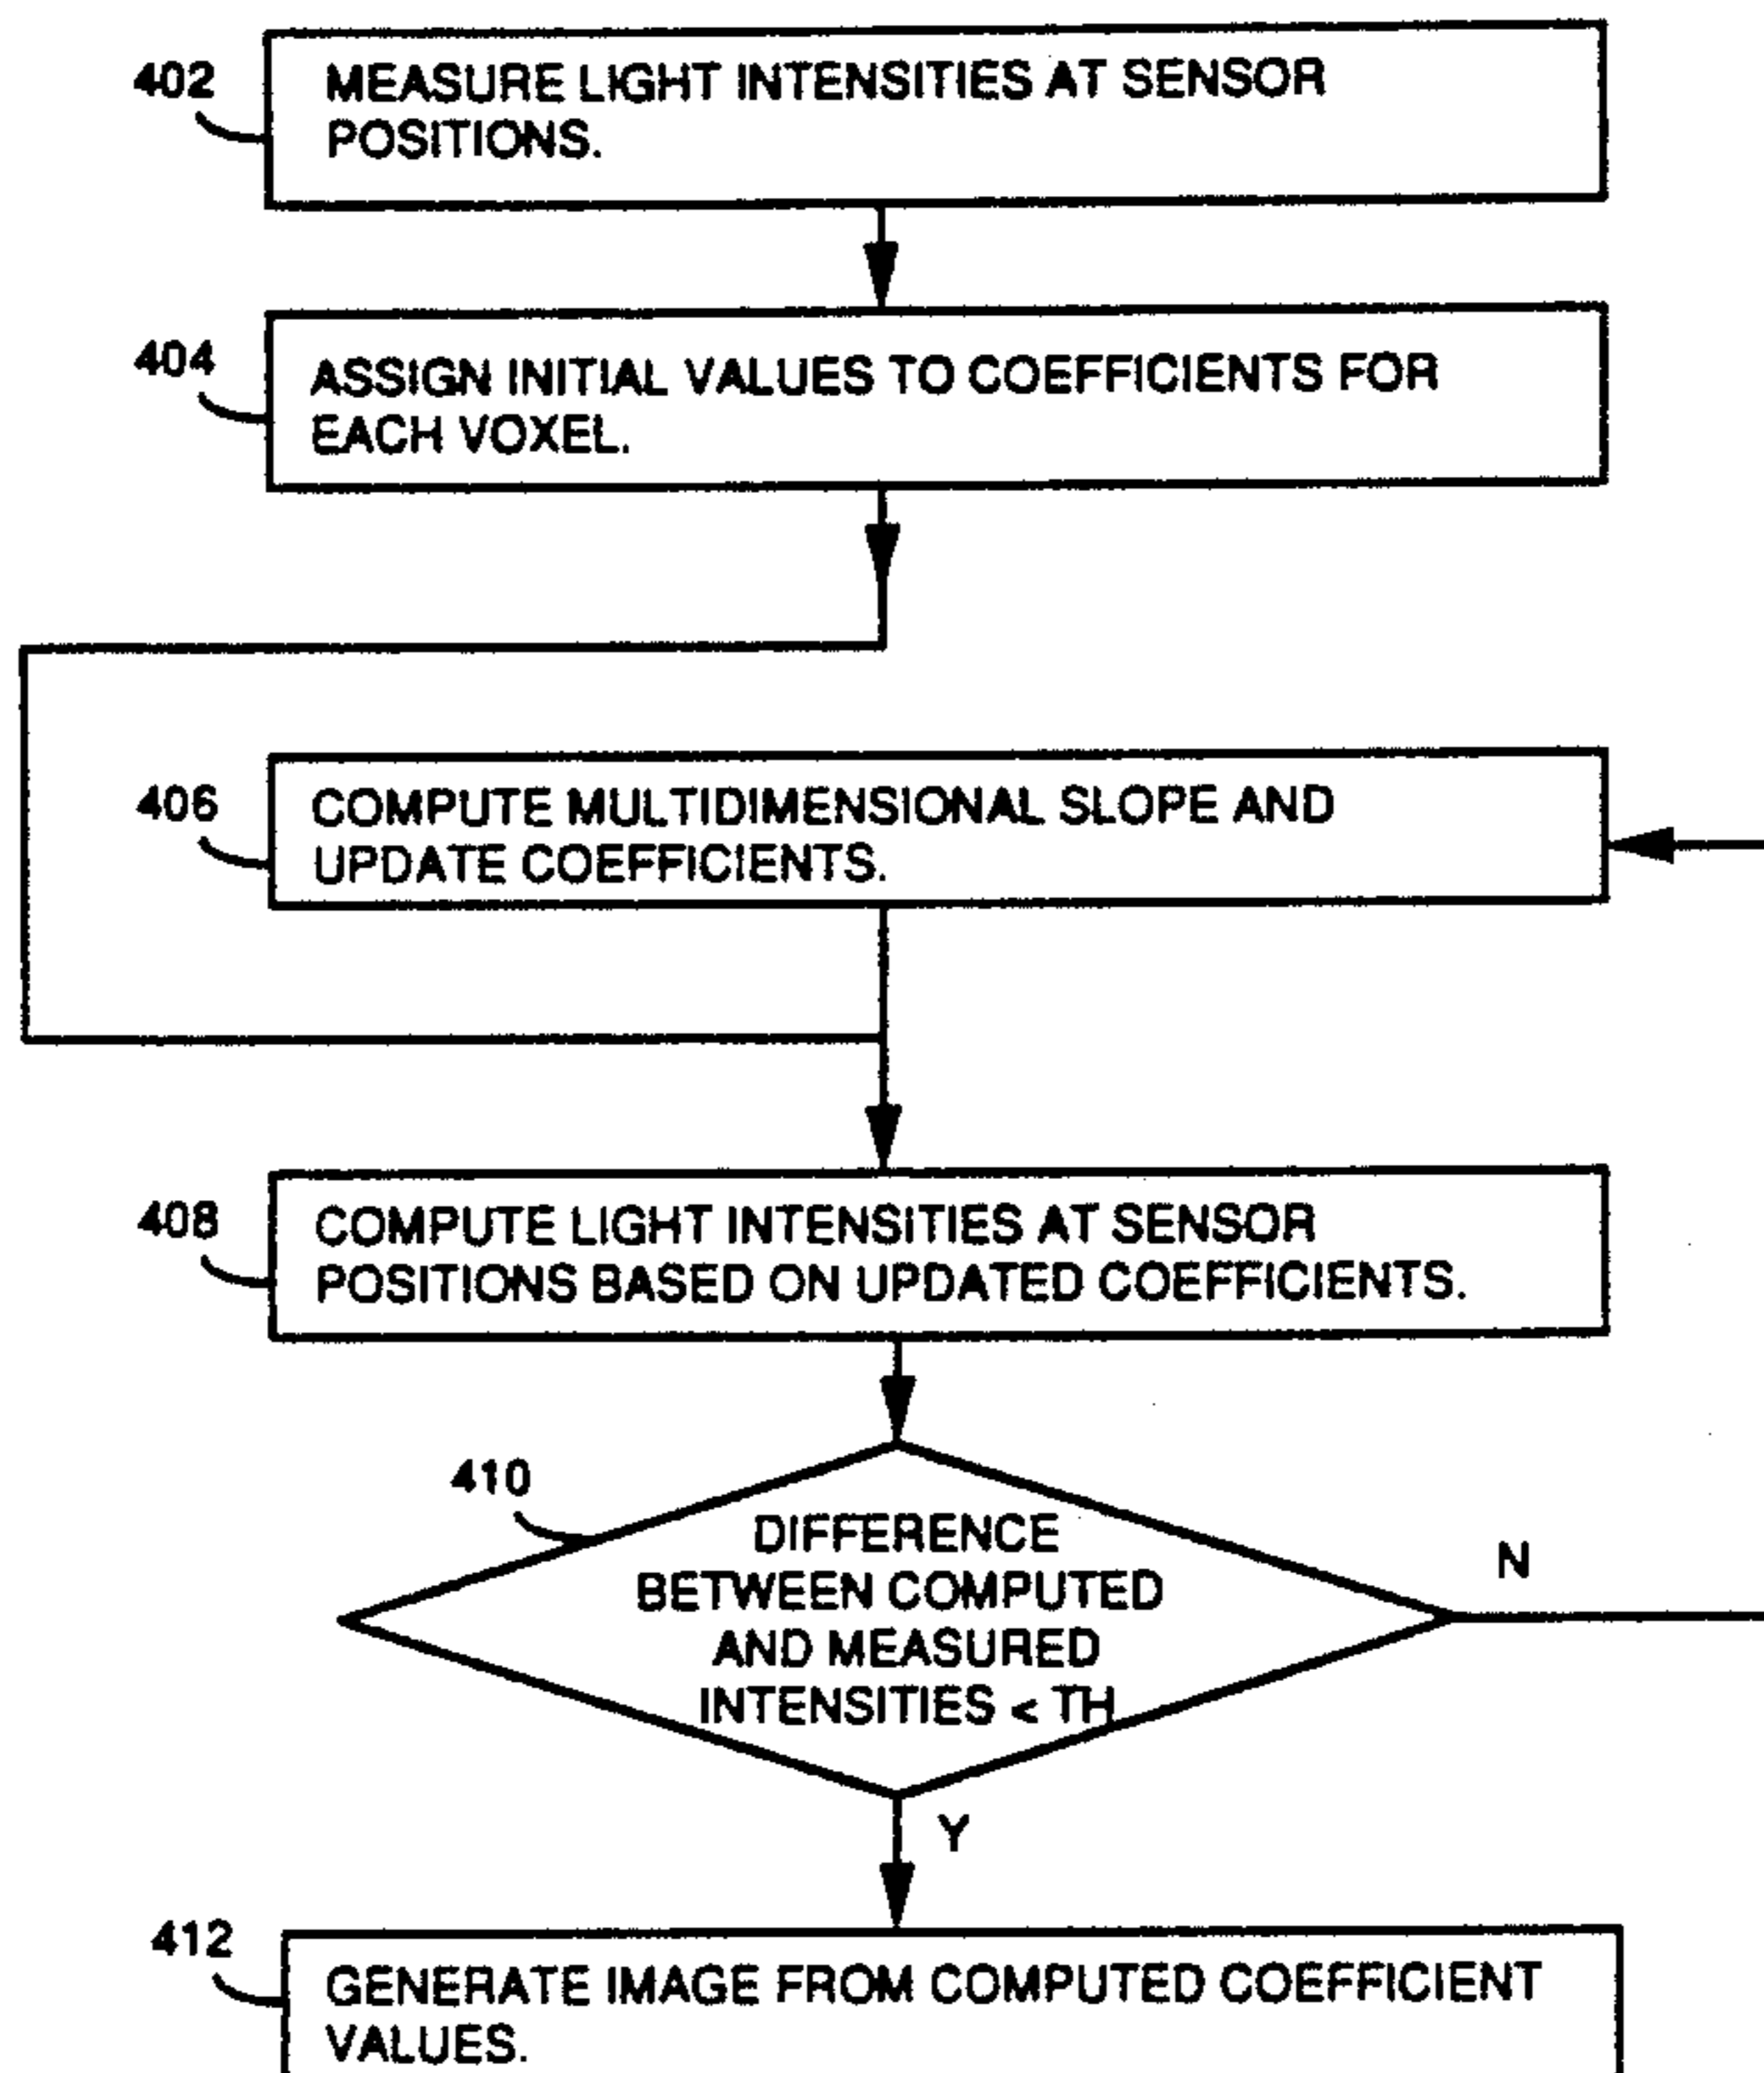 402
MEASURE LIGHT INTENSITIES AT SENSOR
POSITIONS.
404
ASSIGN INITIAL VALUES TO COEFFICIENTS FOR
EACH VOXEL.
406
COMPUTE MULTIDIMENSIONAL SLOPE AND
UPDATE COEFFICIENTS.
408
COMPUTE LIGHT INTENSITIES AT SENSOR
POSITIONS BASED ON UPDATED COEFFICIENTS.
410
DIFFERENCE
BETWEEN COMPUTED
AND MEASURED
INTENSITIES < TH
N
Y
412
GENERATE IMAGE FROM COMPUTED COEFFICIENT
VALUES.